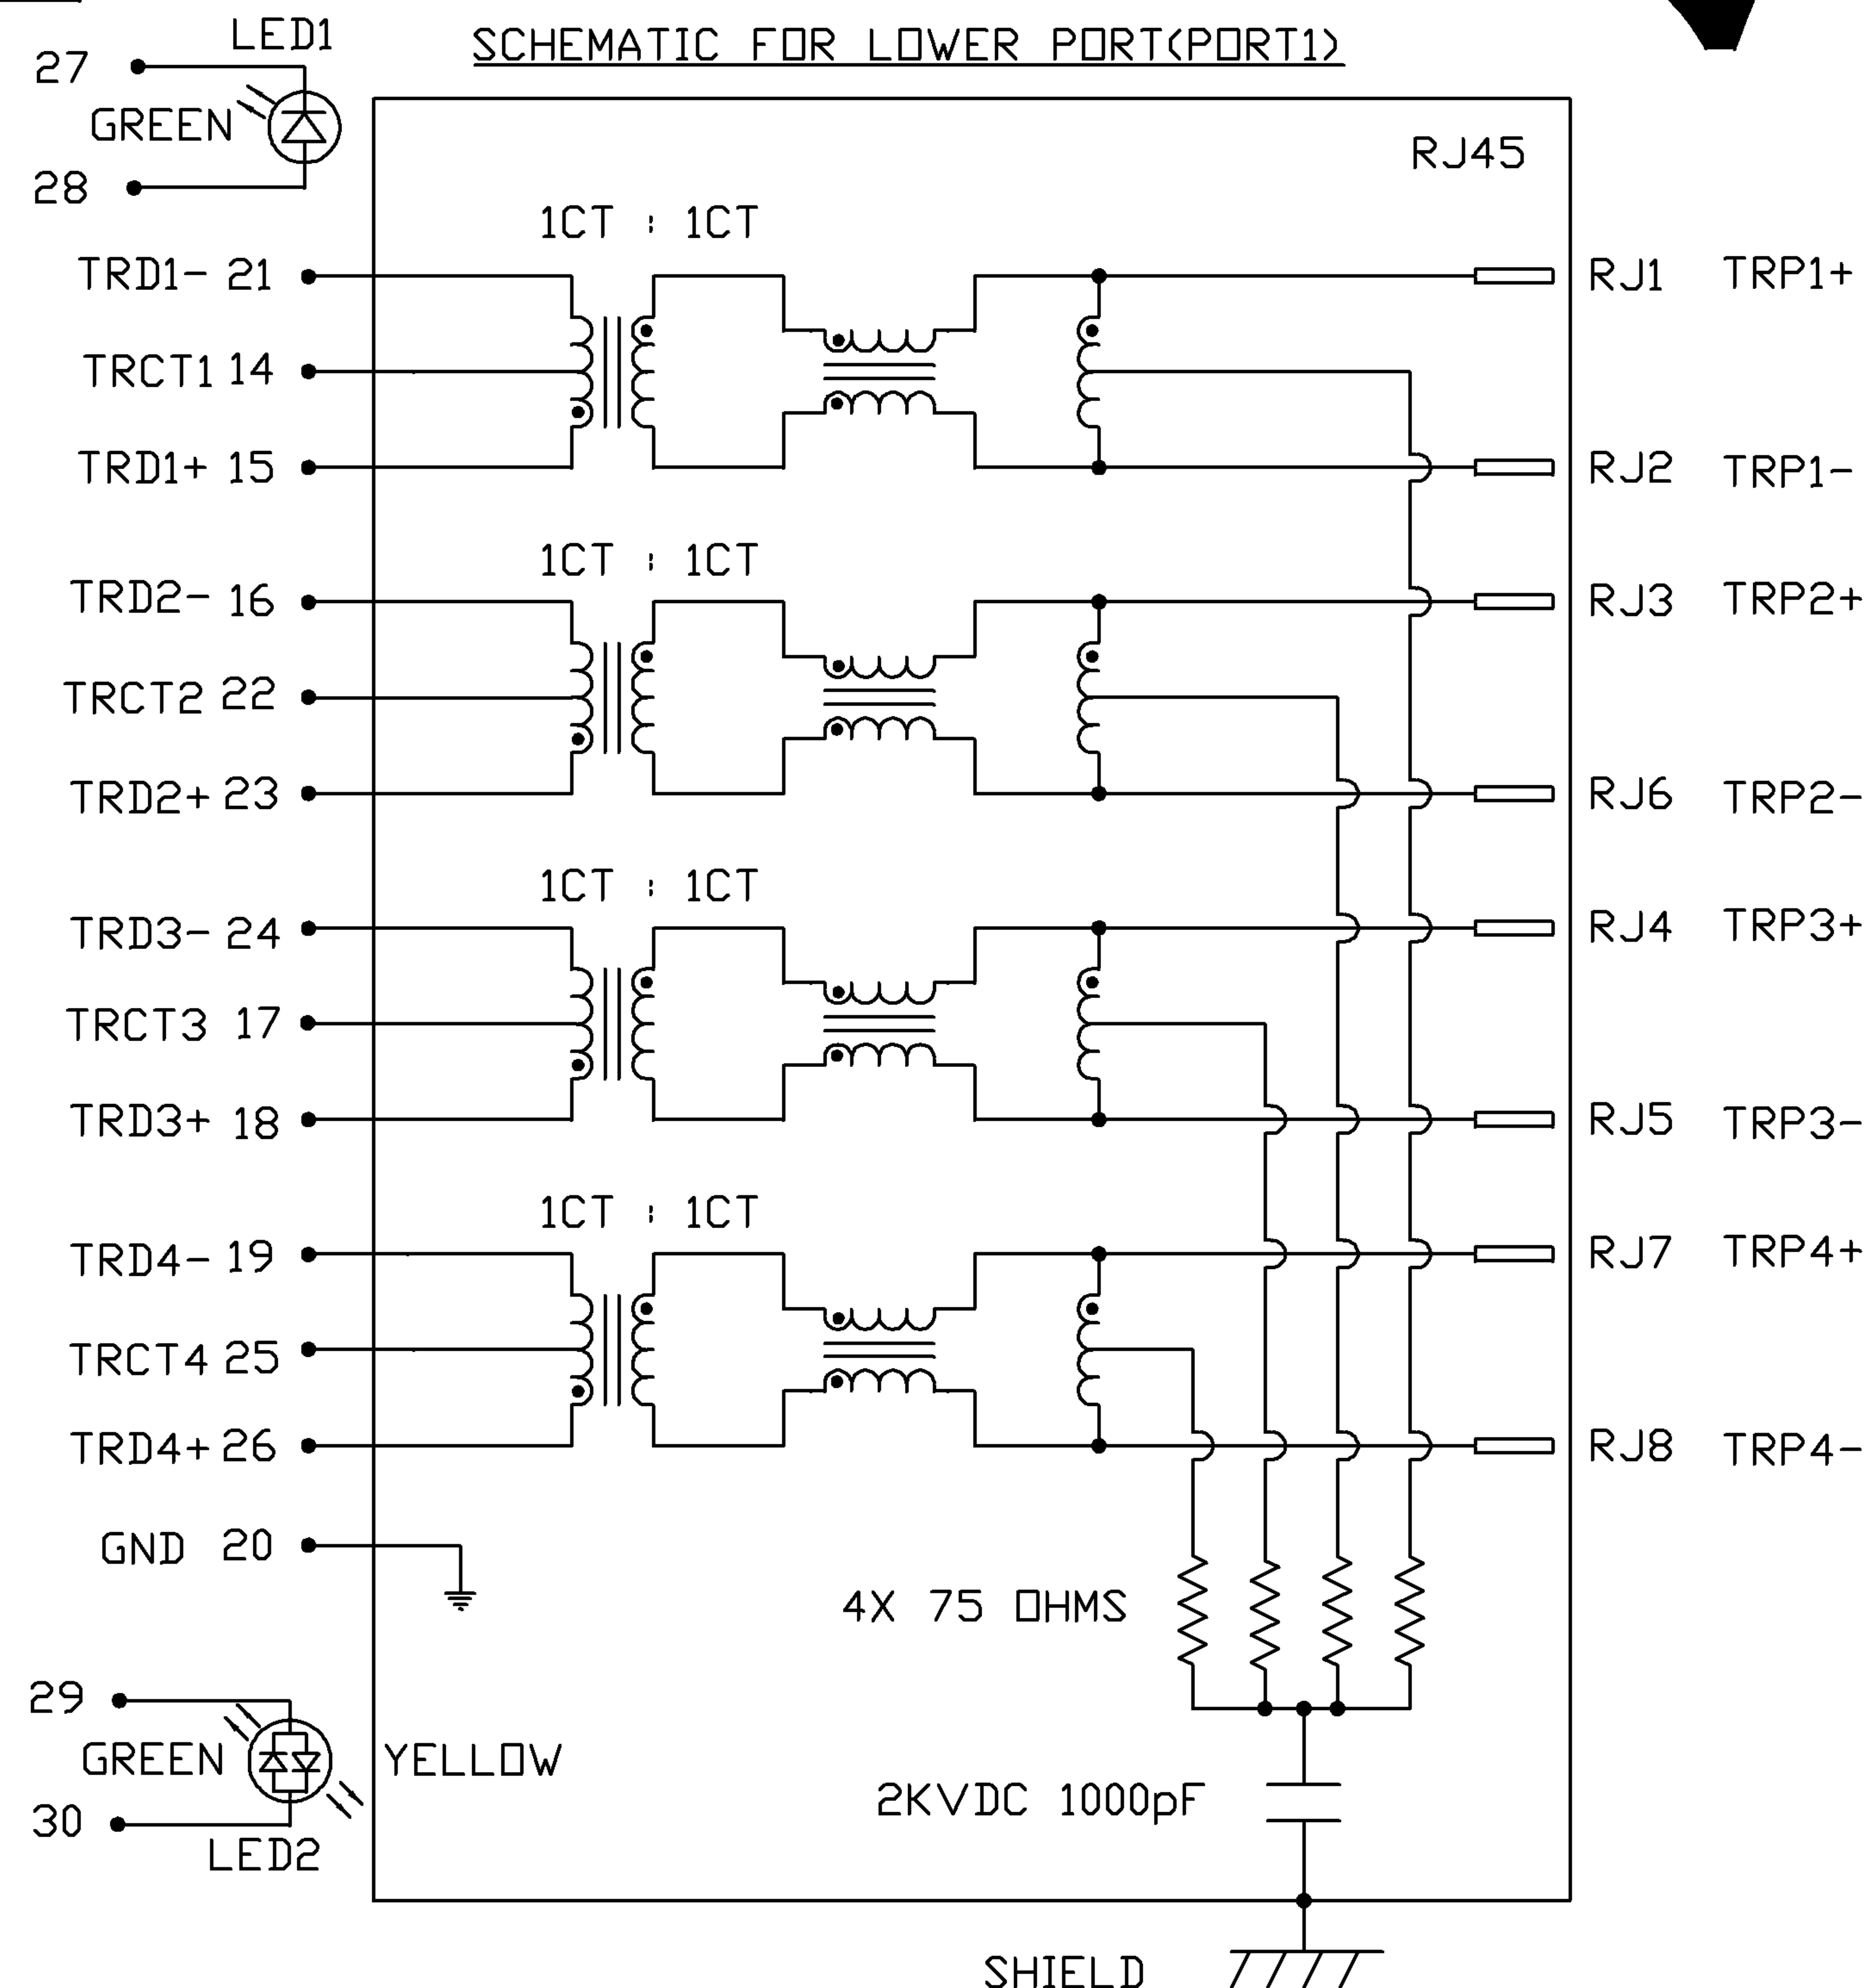 LED1
SCHEMATIC FOR LOWER PORT(PORT1)
27
GREEN
28
RJ45
1CT : 1CT
TRD1- 21
RJ1 TRP1+
TRCT1 14
TRD1+ 15
RJ2 TRP1-
1CT : 1CT
TRD2- 16
RJ3 TRP2+
TRCT2 22
TRD2+ 23
RJ6 TRP2-
1CT : 1CT
TRD3- 24
RJ4 TRP3+
TRCT3 17
TRD3+ 18
RJ5 TRP3-
1CT : 1CT
TRD4- 19
RJ7 TRP4+
TRCT4 25
TRD4+ 26
RJ8 TRP4-
GND 20
4X 75 OHMS
29
GREEN
YELLOW
30
LED2
2KVDC 1000pF
SHIELD